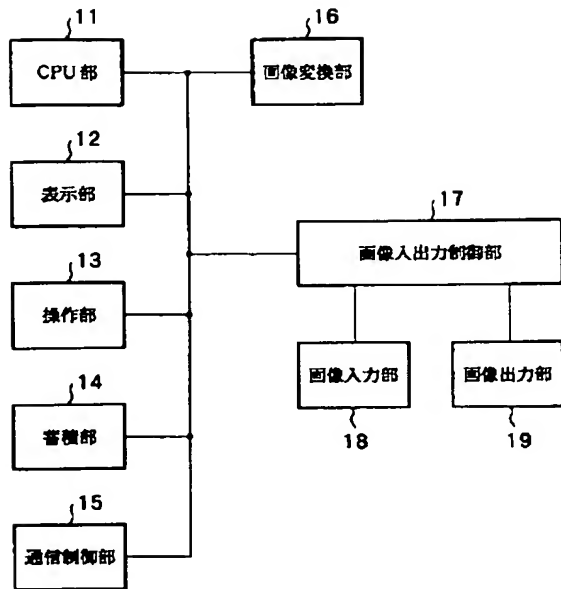 11
CPU部
12
表示部
13
操作部
14
蓄積部
15
通信制御部
16
画像変換部
17
画像入出力制御部
画像入力部
18
画像出力部
19